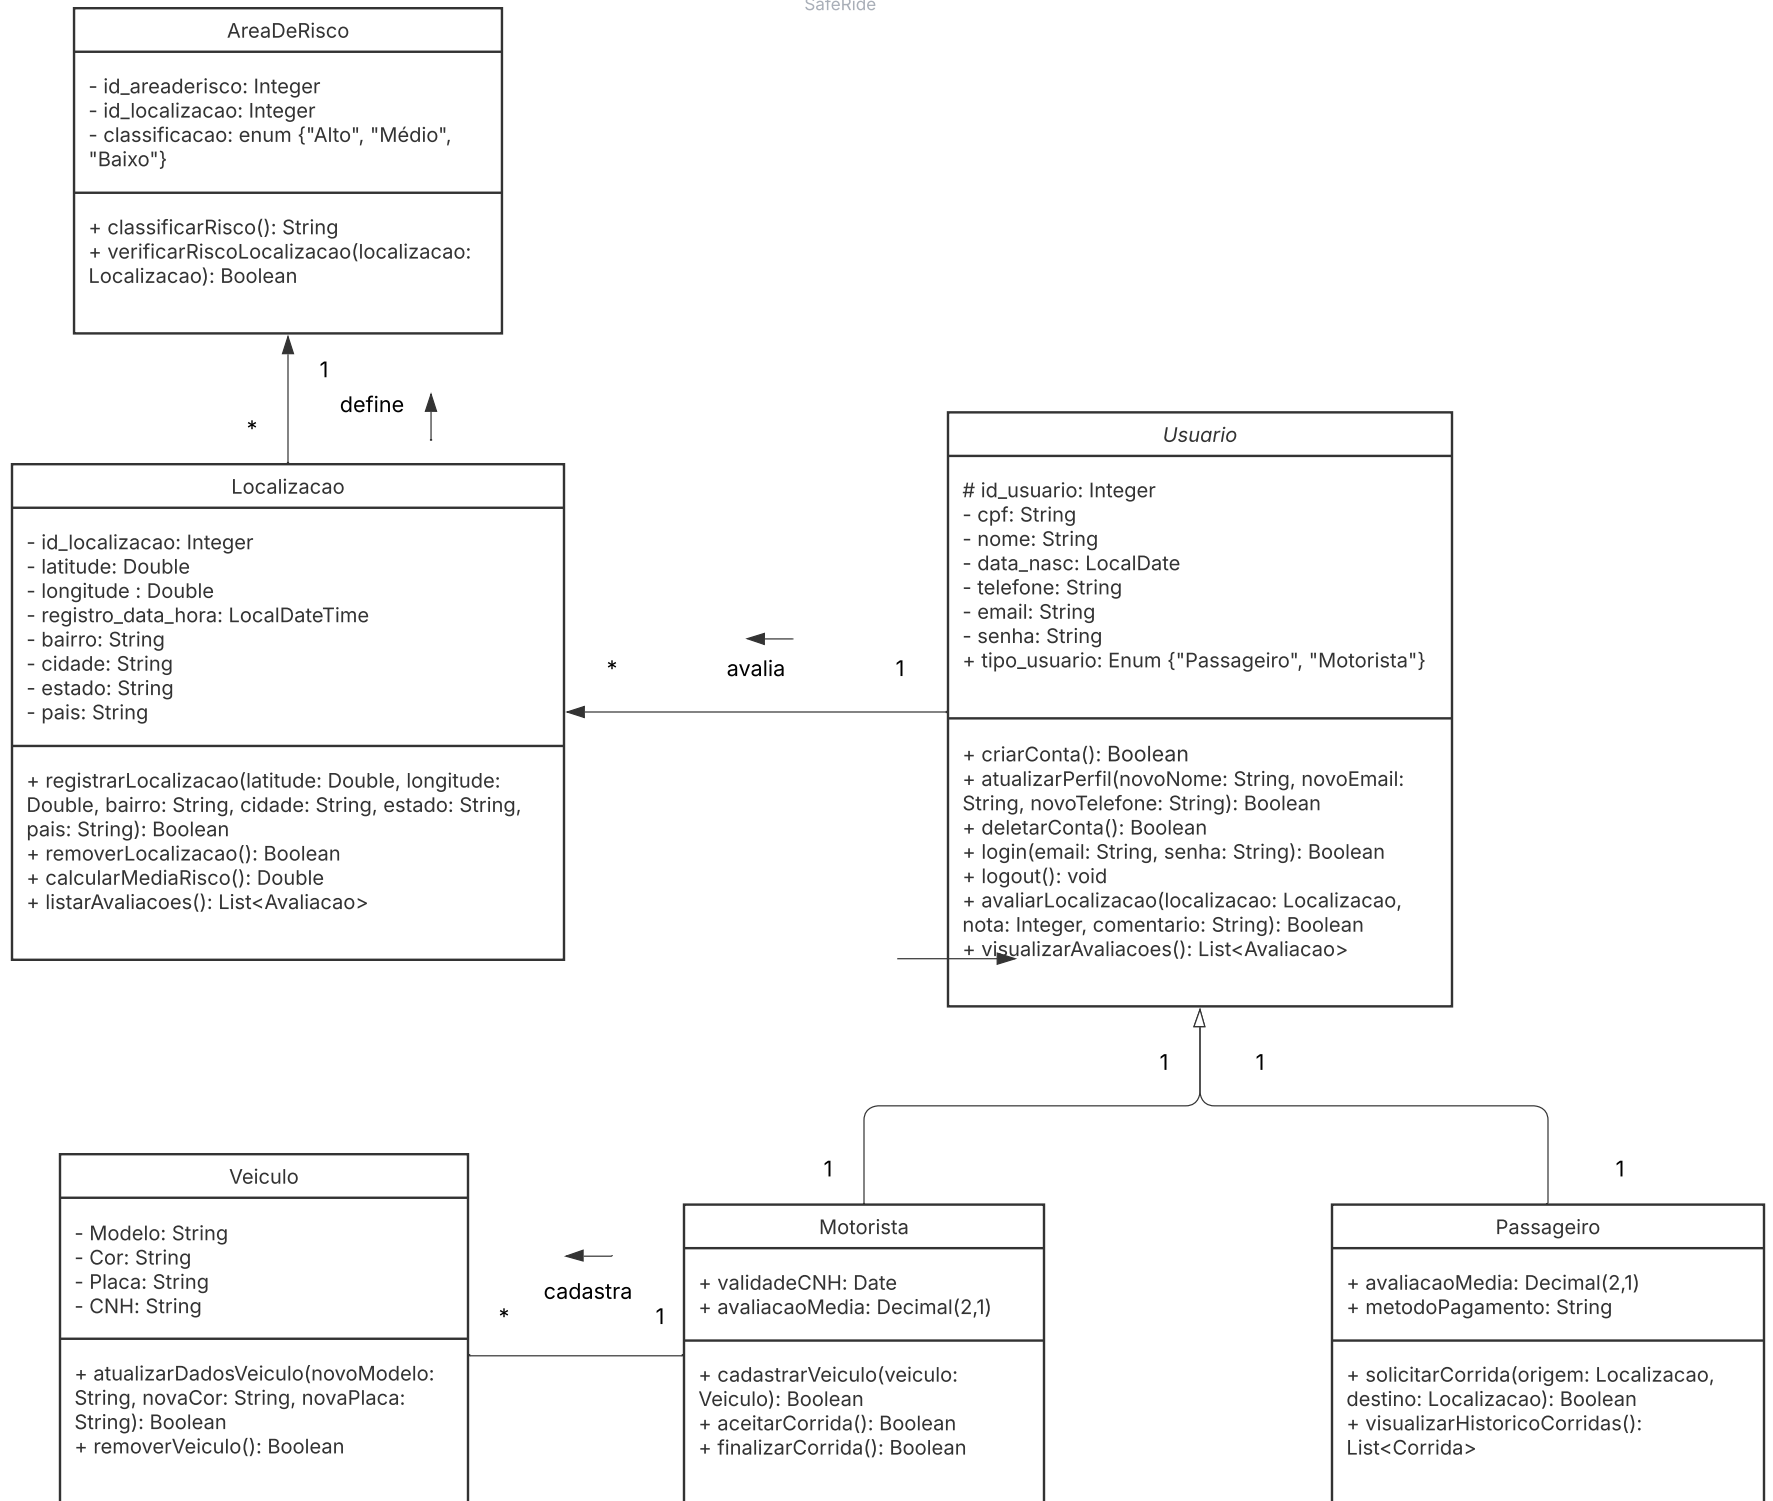 SafeRide
AreaDeRisco
- id_areaderisco: Integer
- id_localizacao: Integer
- classificacao: enum {"Alto", "Médio",
"Baixo"}
+ classificarRisco(): String
+ verificarRiscoLocalizacao(localizacao:
Localizacao): Boolean
1
define
*
Localizacao
- id_localizacao: Integer
- latitude: Double
- longitude : Double
- registro_data_hora: LocalDateTime
- bairro: String
- cidade: String
- estado: String
- pais: String
+ registrarLocalizacao(latitude: Double, longitude:
Double, bairro: String, cidade: String, estado: String,
pais: String): Boolean
+ removerLocalizacao(): Boolean
+ calcularMediaRisco(): Double
+ listarAvaliacoes(): List<Avaliacao>
*
avalia
1
Usuario
# id_usuario: Integer
- cpf: String
- nome: String
- data_nasc: LocalDate
- telefone: String
- email: String
- senha: String
+ tipo_usuario: Enum {"Passageiro", "Motorista"}
+ criarConta(): Boolean
+ atualizarPerfil(novoNome: String, novoEmail:
String, novoTelefone: String): Boolean
+ deletarConta(): Boolean
+ login(email: String, senha: String): Boolean
+ logout(): void
+ avaliarLocalizacao(localizacao: Localizacao,
nota: Integer, comentario: String): Boolean
+ visualizarAvaliacoes(): List<Avaliacao>
1
1
1
1
Veiculo
- Modelo: String
- Cor: String
- Placa: String
- CNH: String
+ atualizarDadosVeiculo(novoModelo:
String, novaCor: String, novaPlaca:
String): Boolean
+ removerVeiculo(): Boolean
cadastra
*
1
Motorista
+ validadeCNH: Date
+ avaliacaoMedia: Decimal(2,1)
+ cadastrarVeiculo(veiculo:
Veiculo): Boolean
+ aceitarCorrida(): Boolean
+ finalizarCorrida(): Boolean
Passageiro
+ avaliacaoMedia: Decimal(2,1)
+ metodoPagamento: String
+ solicitarCorrida(origem: Localizacao,
destino: Localizacao): Boolean
+ visualizarHistoricoCorridas():
List<Corrida>